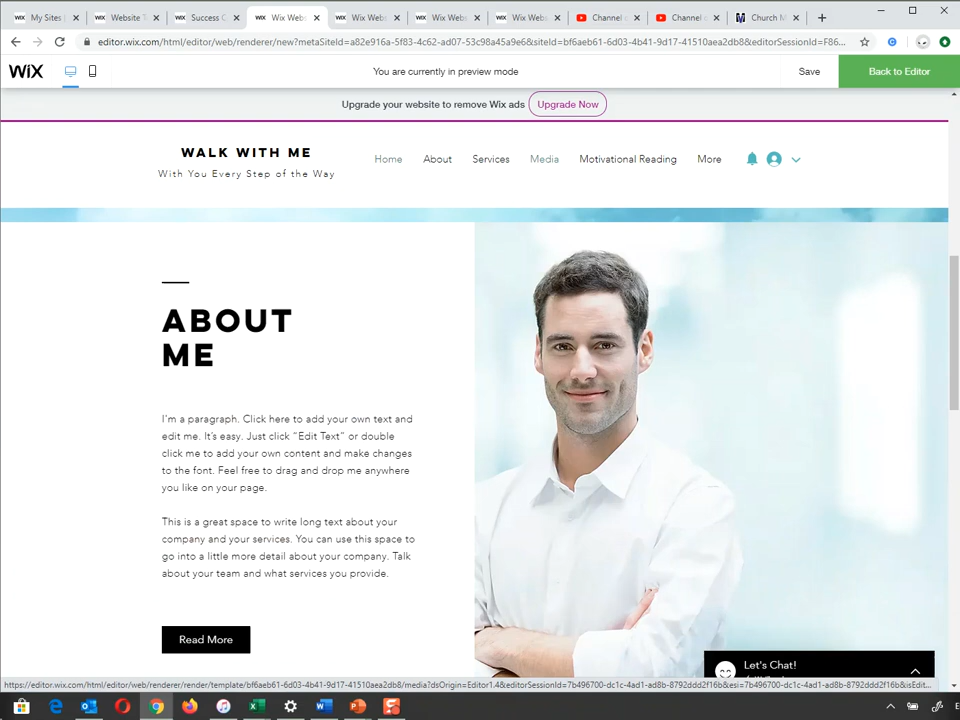 My Sites |
Website T
Success C
Wix Webs
Wix Webs
Wix Web
Wix Webs
Channel
Channel
Church M
editor.wix.com/html/editor/web/renderer/new?metaSiteId=a82e916a-5f83-4c62-ad07-53c98a45a9e6&siteId=bf6aeb61-6d03-4b41-9d17-41510aea2db8&editorSessionId=F86...
WiX
You are currently in preview mode
Save
Back to Editor
Upgrade your website to remove Wix ads
Upgrade Now
WALK WITH ME
With You Every Step of the Way
Home About Services Media Motivational Reading More
ABOUT
ME
I'm a paragraph. Click here to add your own text and
edit me. It's easy. Just click "Edit Text" or double
click me to add your own content and make changes
to the font. Feel free to drag and drop me anywhere
you like on your page.
This is a great space to write long text about your
company and your services. You can use this space to
go into a little more detail about your company. Talk
about your team and what services you provide.
Read More
Let's Chat!
https://editor.wix.com/html/editor/web/renderer/render/template/bf6aeb61-6d03-4b41-9d17-41510aea2db8/media?dsOrigin=Editor1.4&editorSessionId=7b496700-dc1c-4ad1-ad8b-8792ddd2f16b&esi=7b496700-dc1c-4ad1-ad8b-8792ddd2f16b&isEdit...